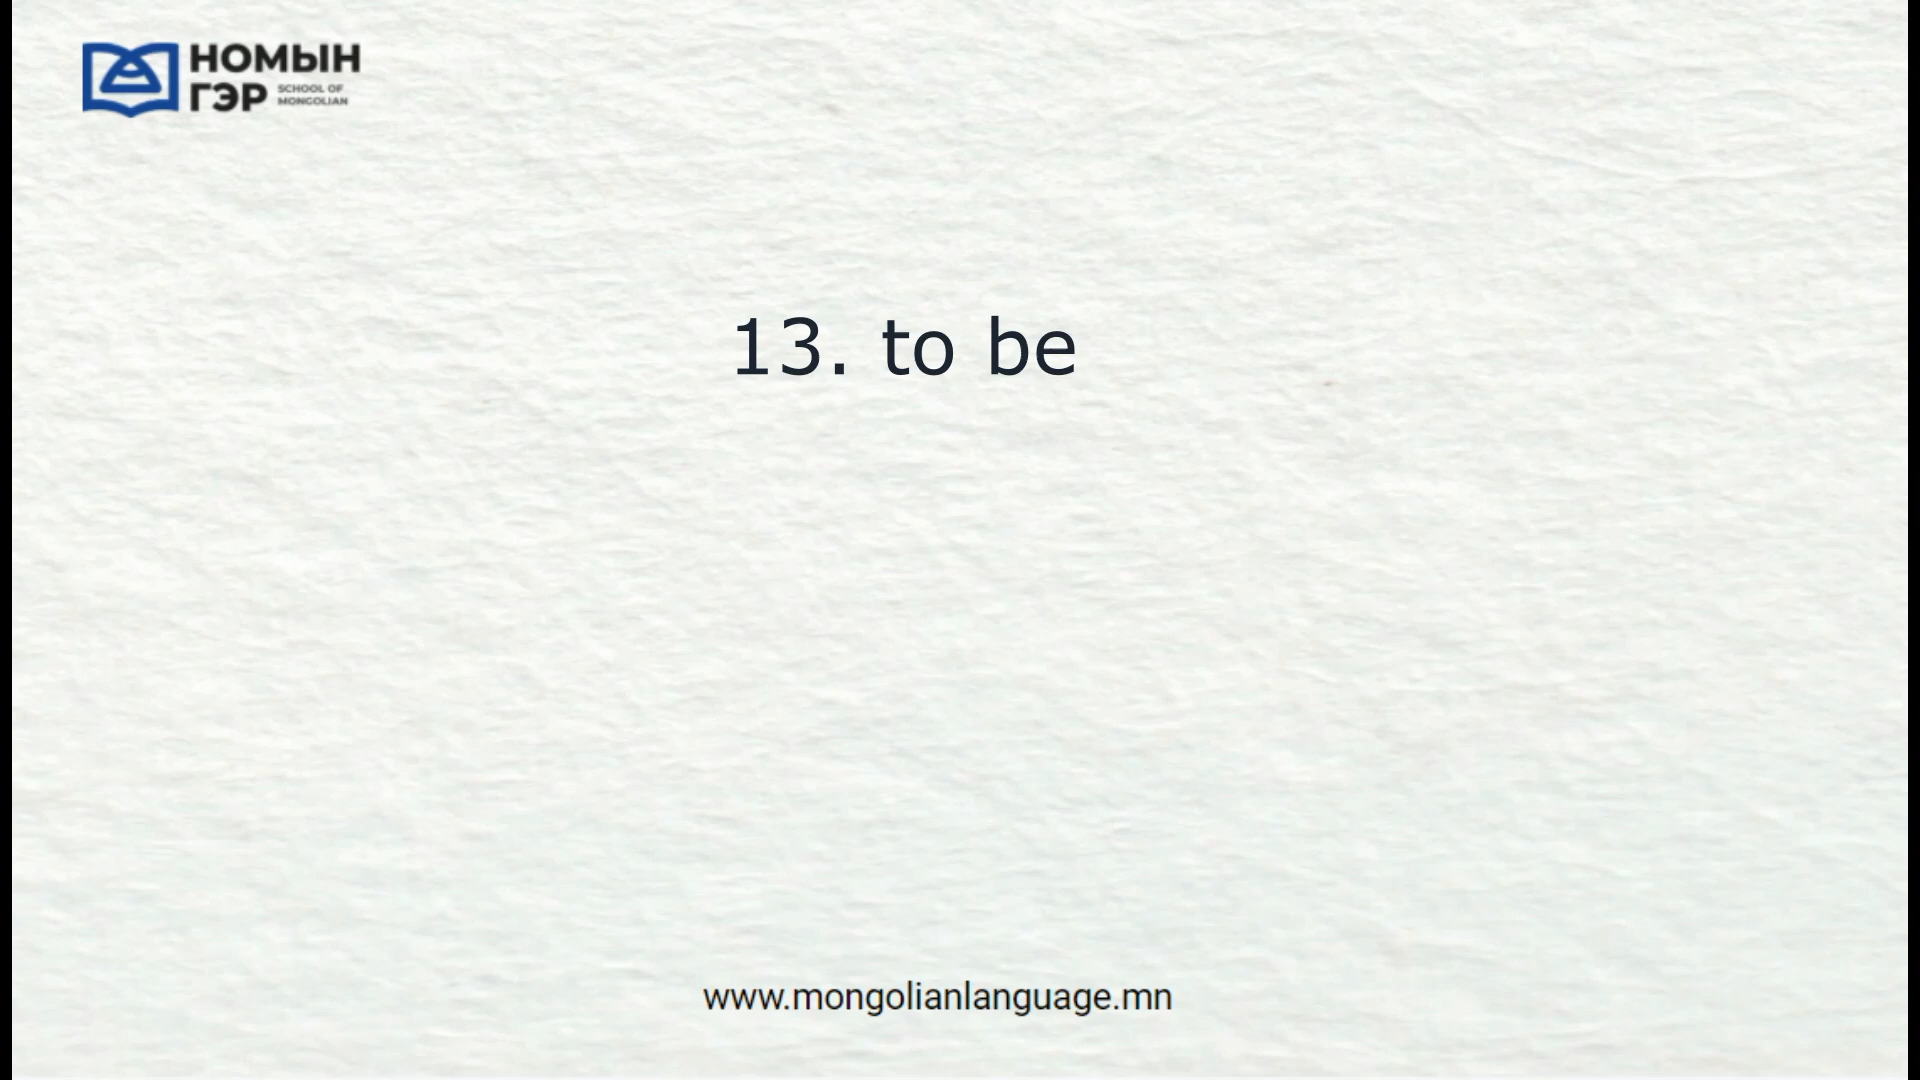 НОМЫН
ГЭР SCHOOL OF
MONGOLIAN
13. to be
www.mongolianlanguage.mn